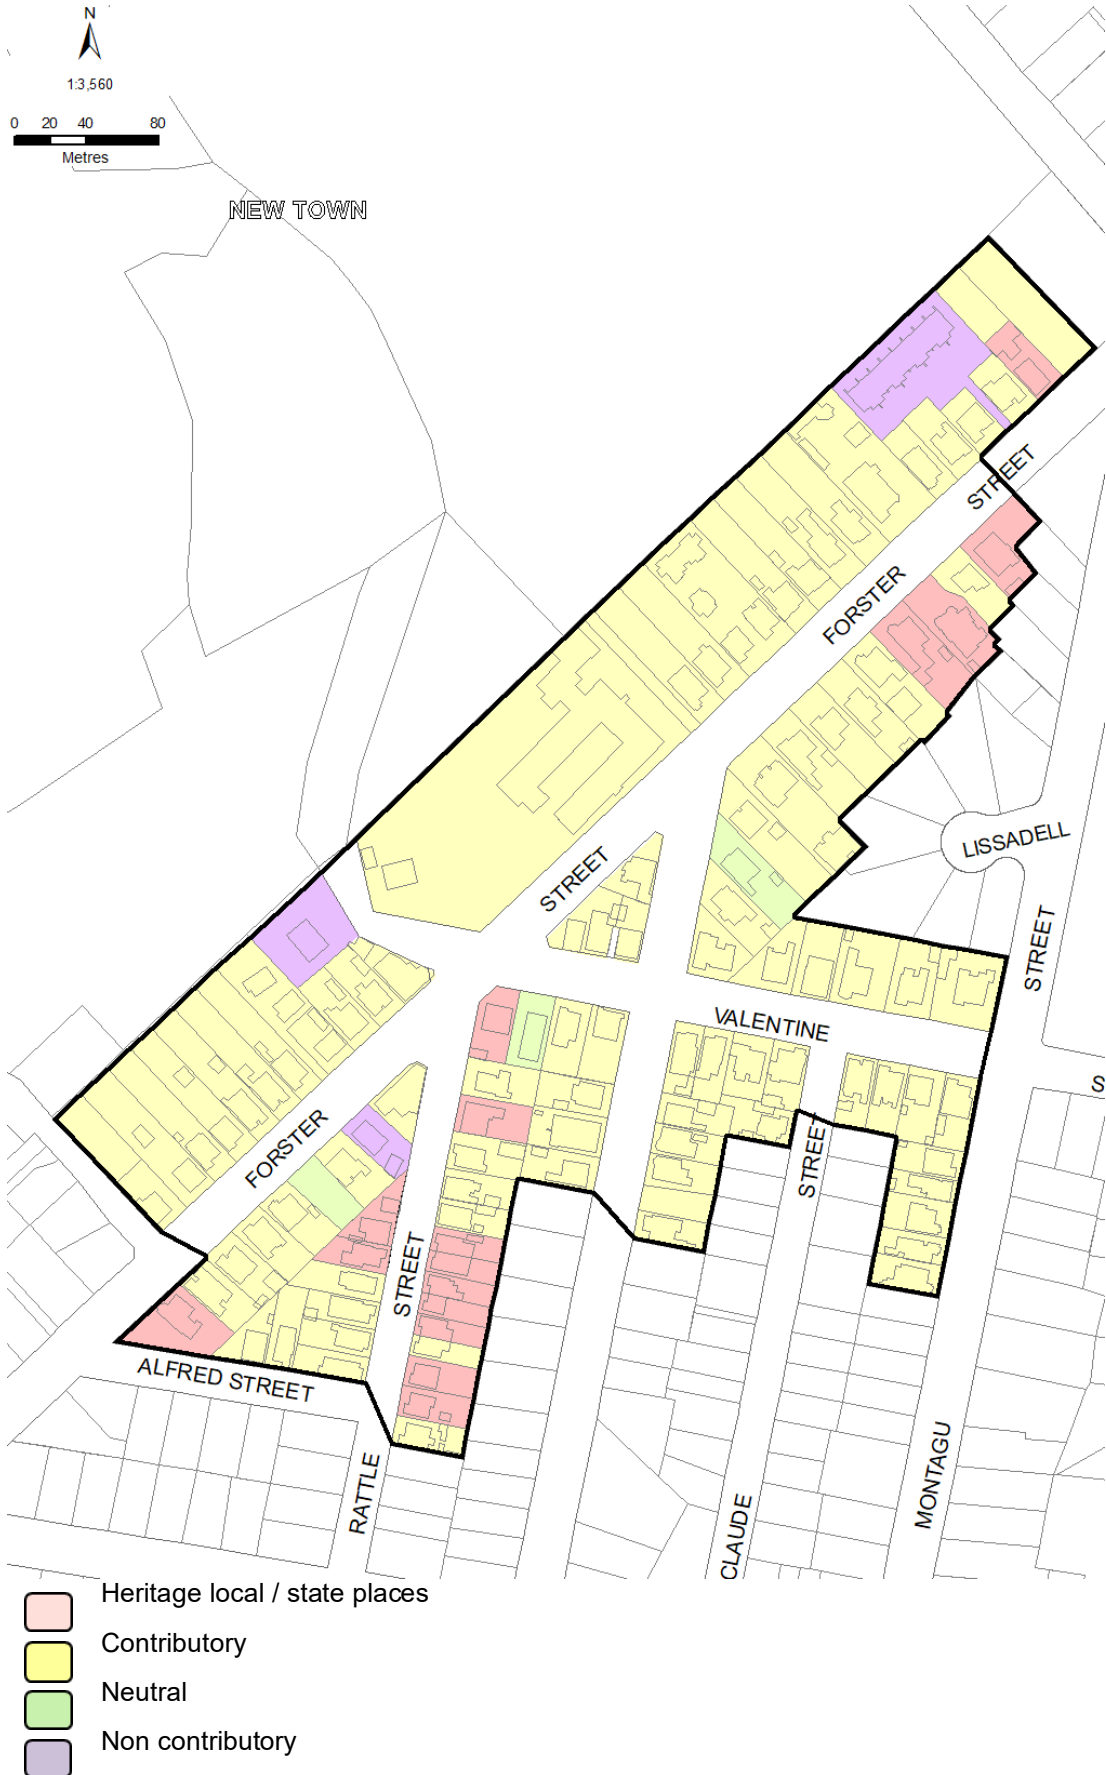 N
1:3,560
0 20 40 80
Metres
NEW TOWN
STREET
FORSTER
LISSADELL
STREET
STREET
VALENTINE
FORSTER
STREET
STREET
ALFRED STREET
RATTLE
CLAUDE
MONTAGU
S
Heritage local / state places
Contributory
Neutral
Non contributory